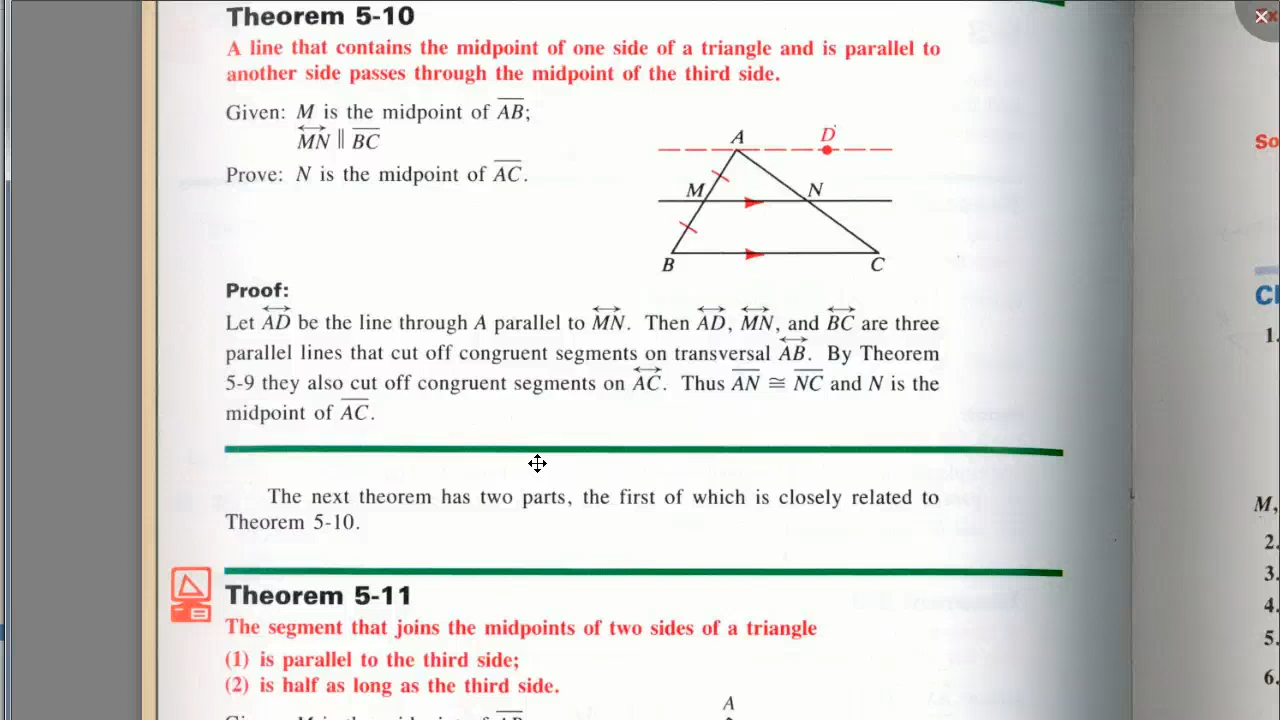 Theorem 5-10
A line that contains the midpoint of one side of a triangle and is parallel to
another side passes through the midpoint of the third side.
Given: M is the midpoint of AB;
MN ∥ BC
Prove: N is the midpoint of AC.
A
D
M
N
B
C
Proof:
Let AD be the line through A parallel to MN. Then AD, MN, and BC are three
parallel lines that cut off congruent segments on transversal AB. By Theorem
5-9 they also cut off congruent segments on AC. Thus AN ≅ NC and N is the
midpoint of AC.
The next theorem has two parts, the first of which is closely related to
Theorem 5-10.
Theorem 5-11
The segment that joins the midpoints of two sides of a triangle
(1) is parallel to the third side;
(2) is half as long as the third side.
A
So
1.
M,
2.
3.
4.
5.
6.